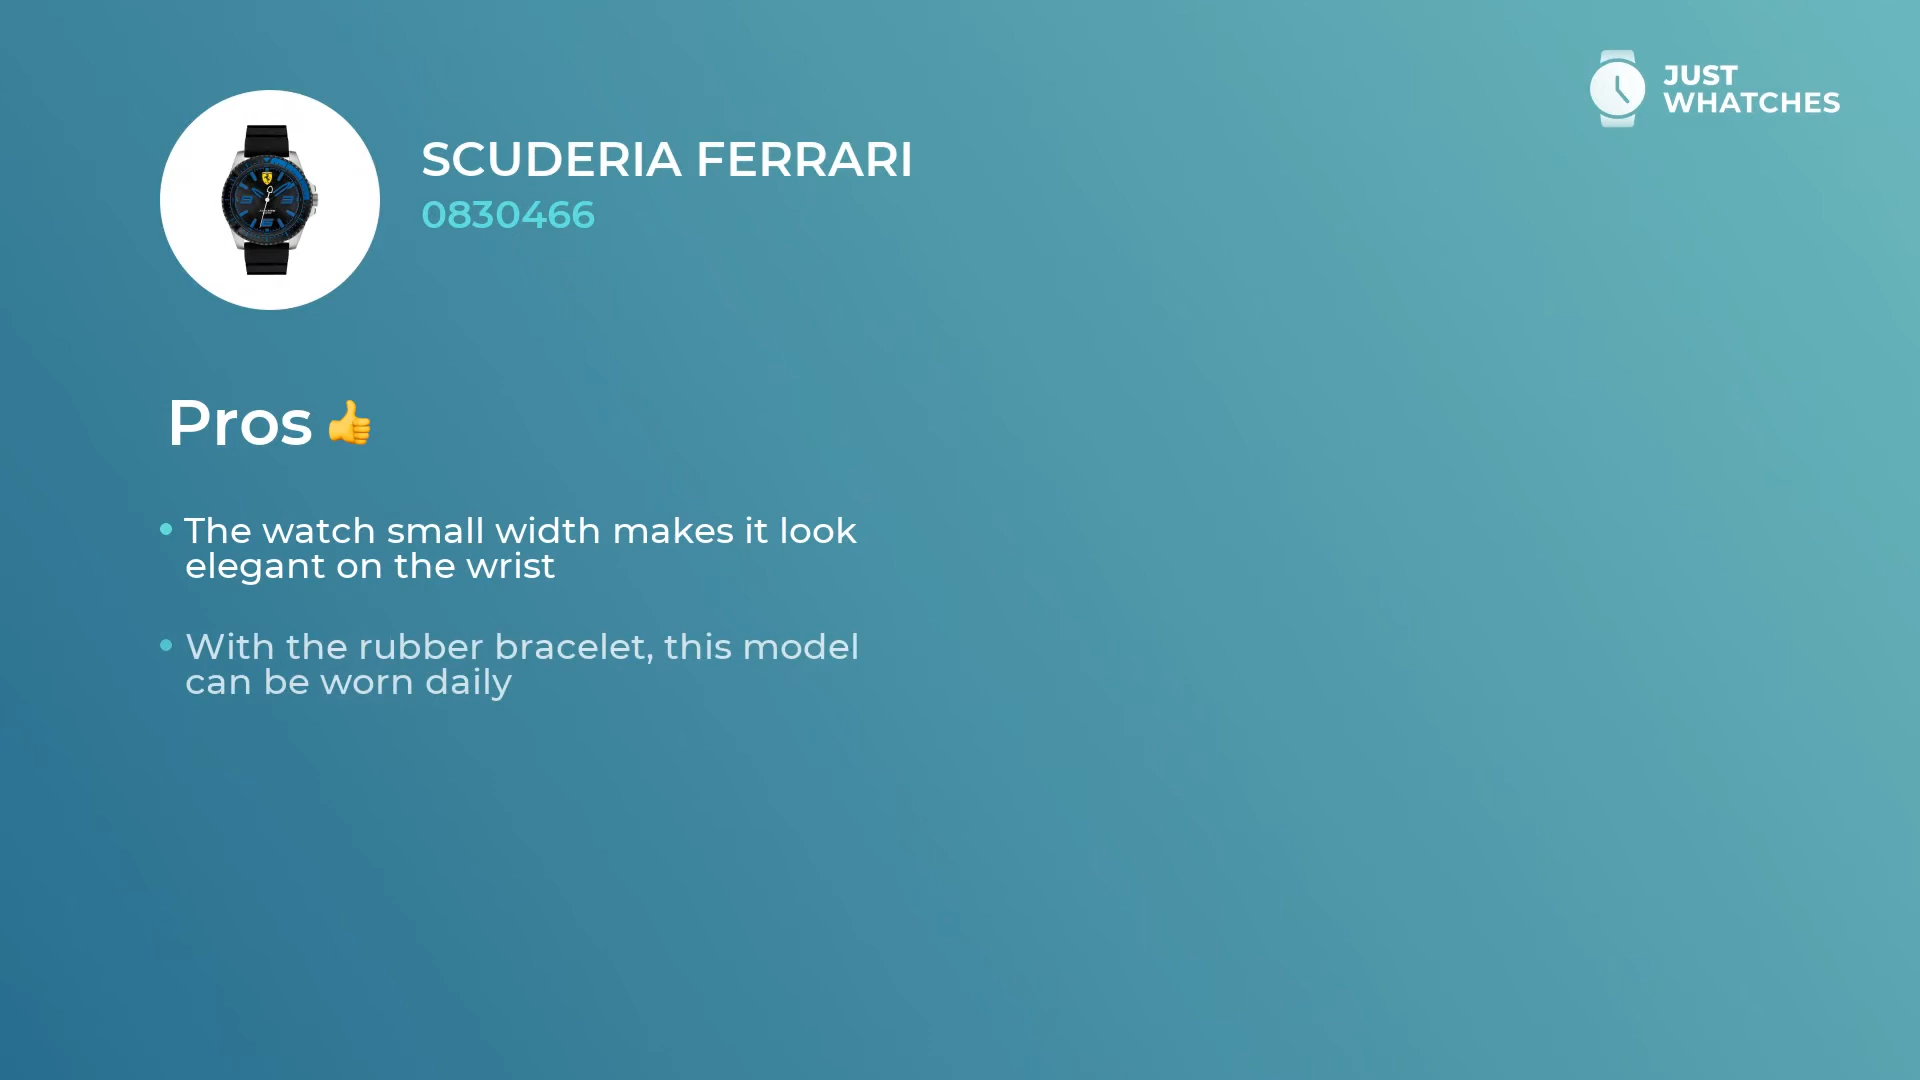 JUST
WHATCHES
SCUDERIA FERRARI
0830466
Pros
The watch small width makes it look
elegant on the wrist
With the rubber bracelet, this model
can be worn daily